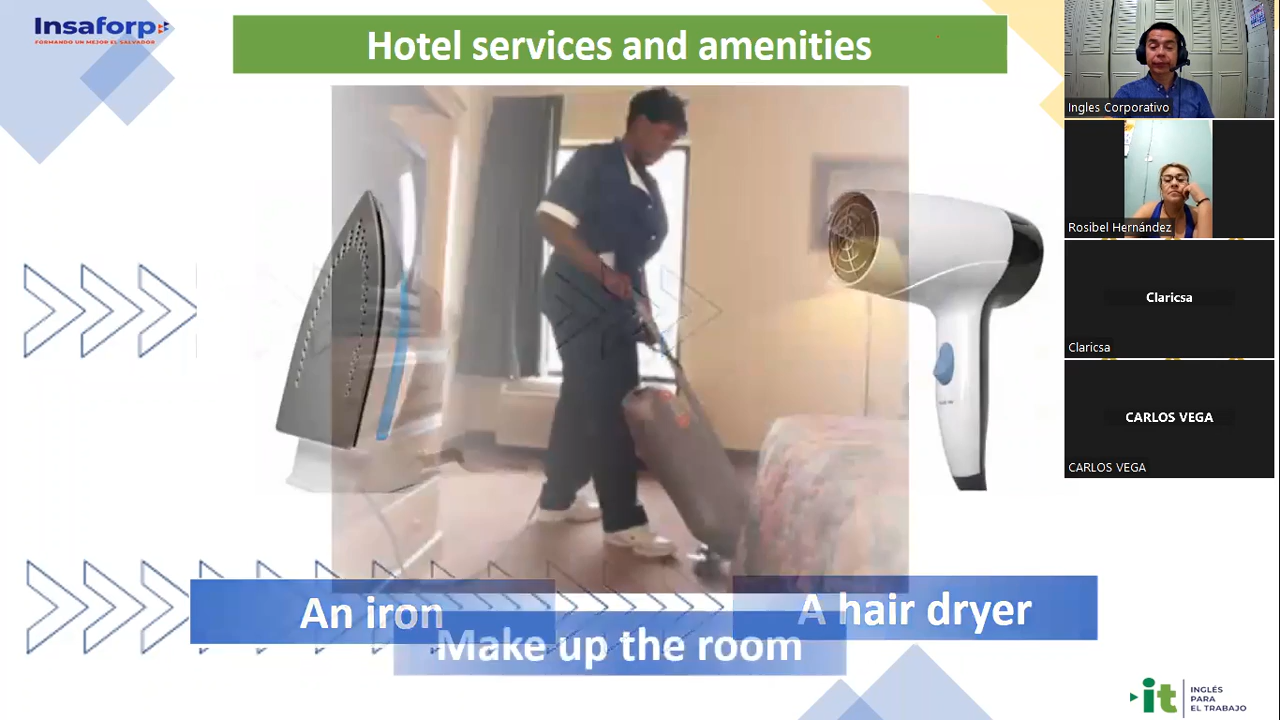 Insaforp
FORMANDO UN MEJOR EL SALVADOR
Hotel services and amenities
Ingles Corporativo
Rosibel Hernández
Claricsa
Claricsa
CARLOS VEGA
CARLOS VEGA
An iron
A hair dryer
Make up the room
it
INGLÉS
PARA
EL TRABAJO